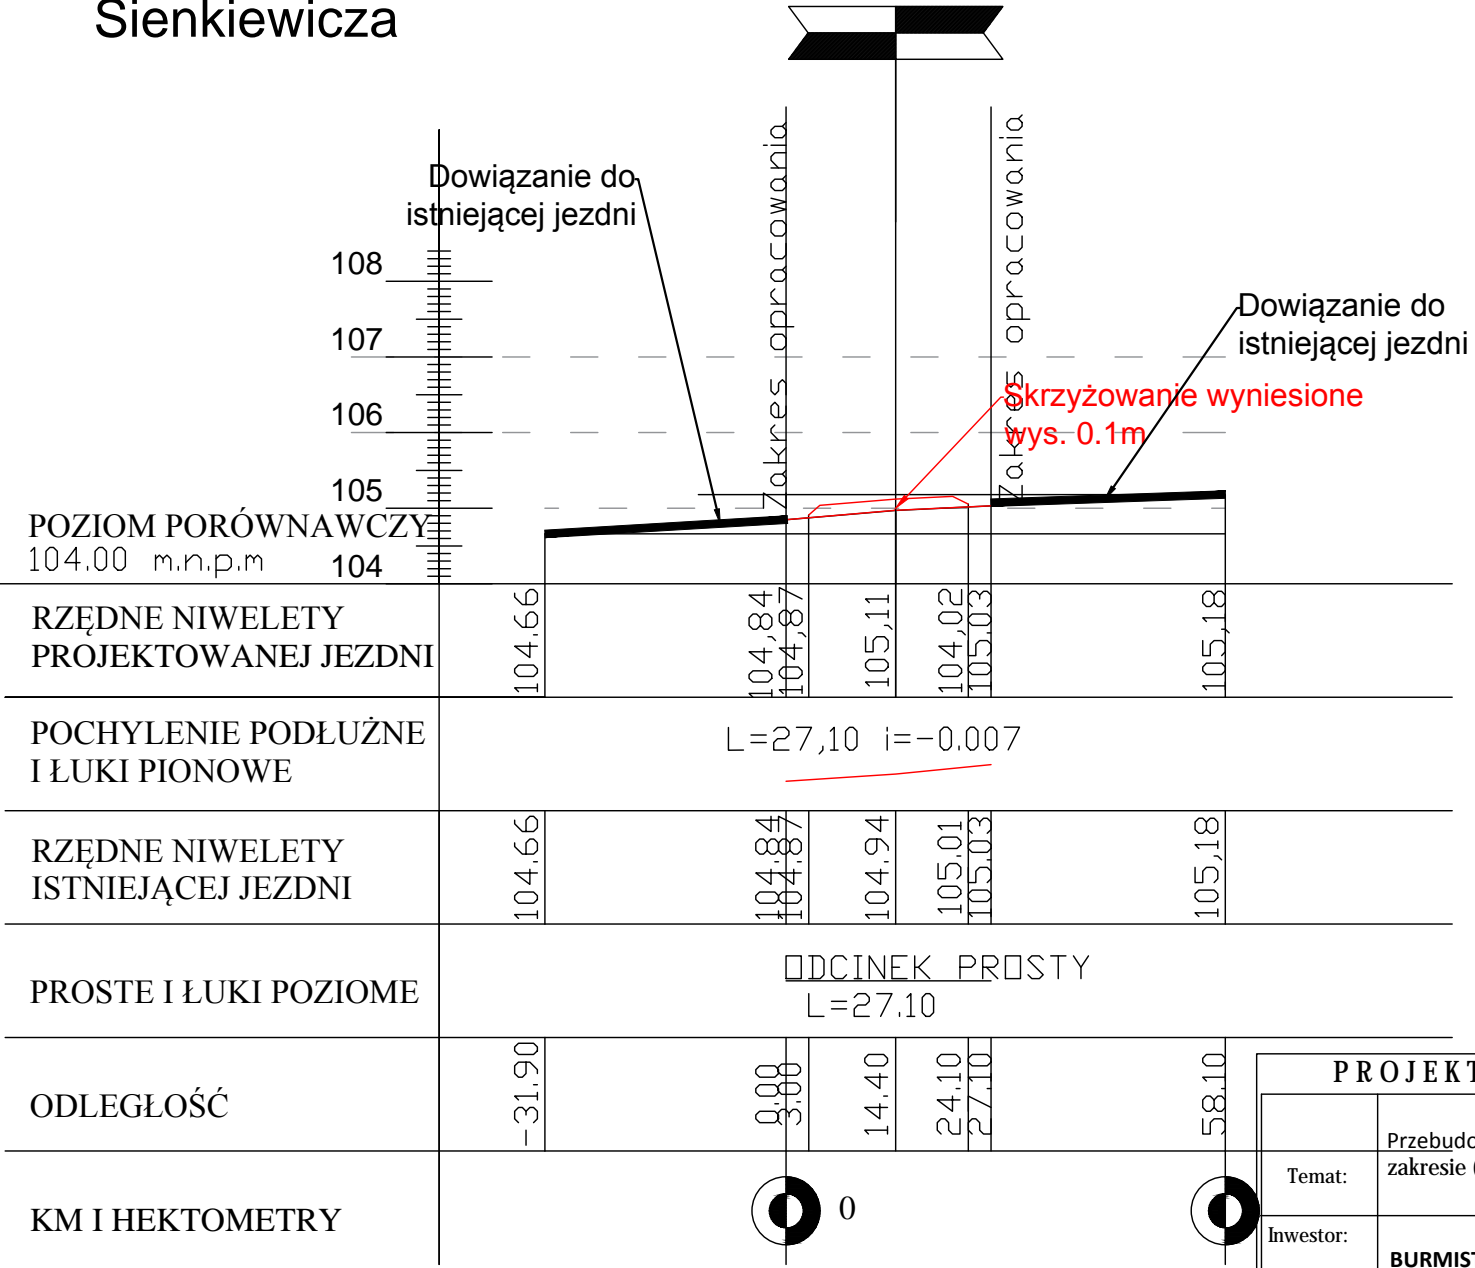 Sienkiewicza
Zakres opracowania
Zakres opracowania
Dowiązanie do
istniejącej jezdni
Dowiązanie do
istniejącej jezdni
Skrzyżowanie wyniesione
wys. 0.1m
108
107
106
105
104
POZIOM PORÓWNAWCZY
104.00 m.n.p.m
RZĘDNE NIWELETY
PROJEKTOWANEJ JEZDNI
104.66
104,84
104,87
105,11
104,02
105.03
105,18
POCHYLENIE PODŁUŻNE
I ŁUKI PIONOWE
L=27,10 i=-0.007
RZĘDNE NIWELETY
ISTNIEJĄCEJ JEZDNI
104.66
104.84
104.87
104.94
105.01
105.03
105,18
PROSTE I ŁUKI POZIOME
ODCINEK PROSTY
L=27.10
ODLEGŁOŚĆ
-31.90
0.00
3.00
14.40
24.10
27.10
58.10
KM I HEKTOMETRY
0
PROJEKT
Temat:
Przebudo
zakresie (
Inwestor:
BURMIST